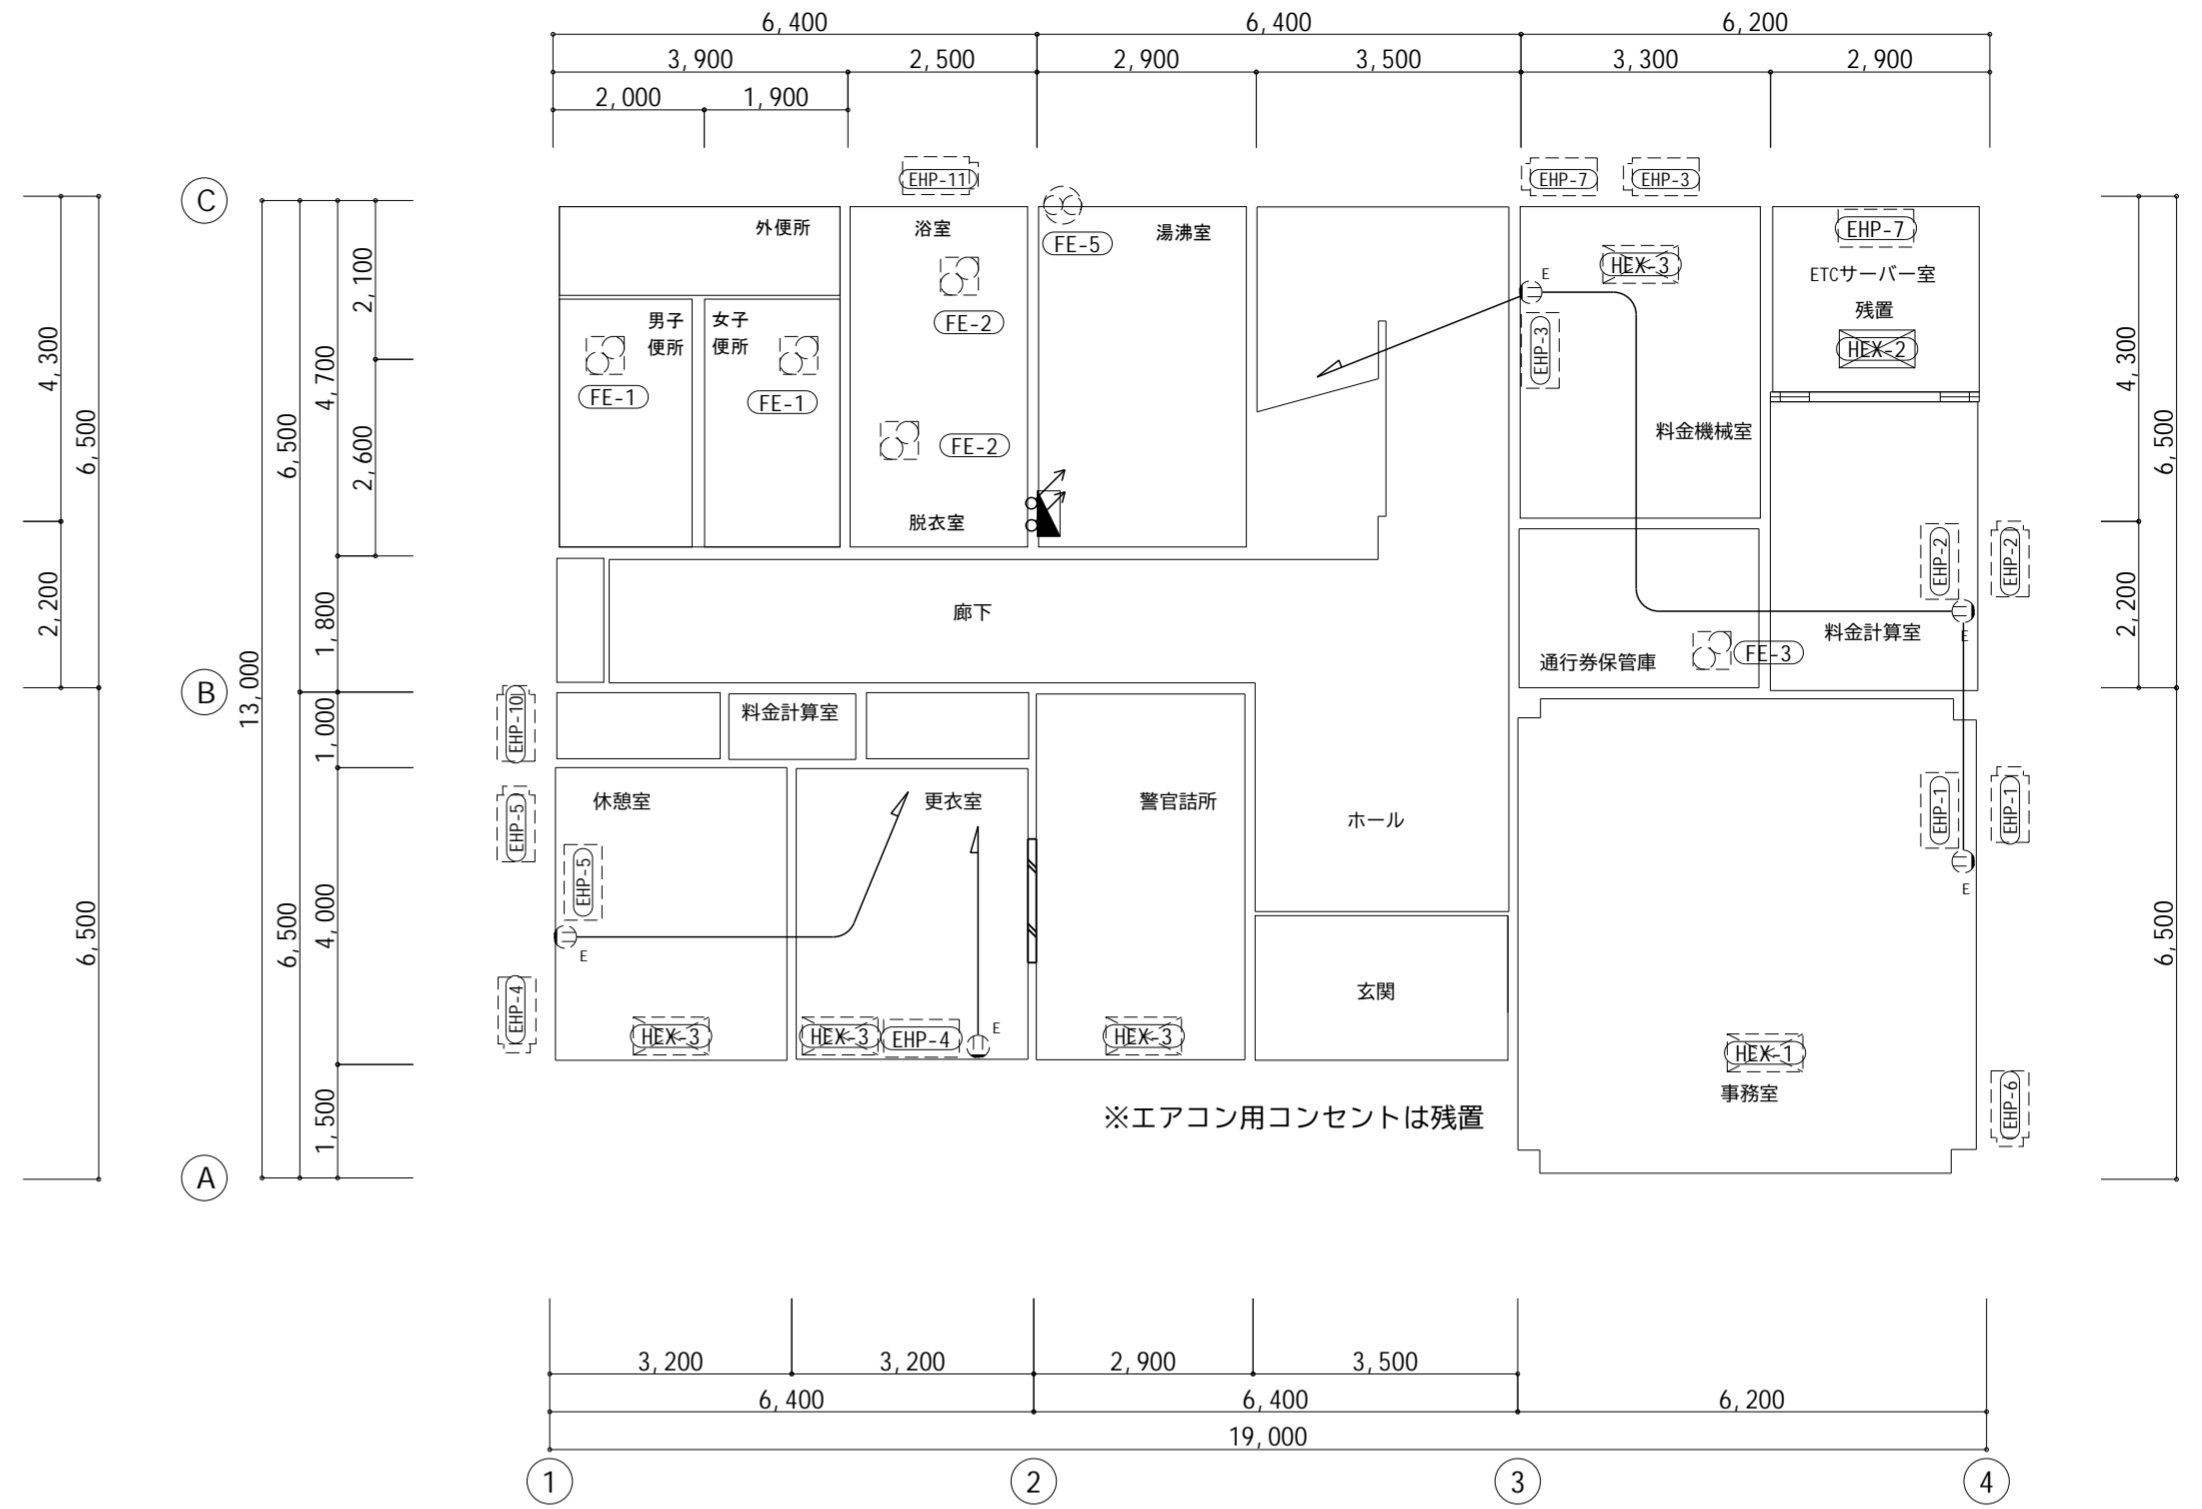 6,400 6,400 6,200
3,900 2,500 2,900 3,500 3,300 2,900
2,000 1,900
EHP-11 EHP-7 EHP-3
C
外便所 浴室 FE-5 湯沸室 E HEX-3 EHP-7
ETCサーバー室
残置
HEX-2
2,100
4,300
4,700
6,500
6,500
2,600
男子
便所
女子
便所
FE-1 FE-1
FE-2
FE-2
脱衣室
EHP-3
料金機械室
4,300
6,500
2,200
1,800
13,000
廊下
通行券保管庫 FE-3 料金計算室 E
EHP-2 EHP-2
2,200
B
1,000
EHP-10 料金計算室
EHP-5 休憩室 更衣室 警官詰所 ホール EHP-1 EHP-1
EHP-5
E
E
6,500
6,500
4,000
6,500
EHP-4 HEX-3 HEX-3 EHP-4 E HEX-3 玄関 HEX-1
事務室 EHP-6
1,500
※エアコン用コンセントは残置
A
3,200 3,200 2,900 3,500
6,400 6,400 6,200
19,000
1 2 3 4